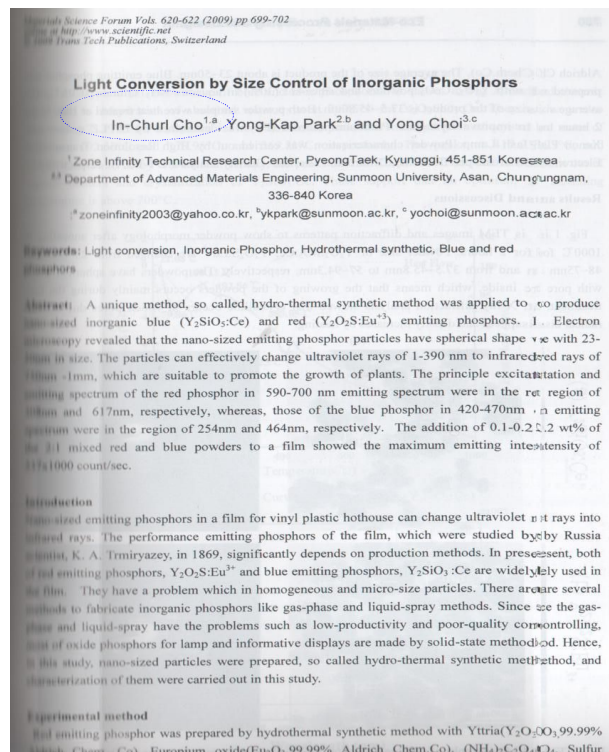 Materials Science Forum Vols. 620-622 (2009) pp 699-702
at http://www.scientific.net
Trans Tech Publications, Switzerland
Light Conversion by Size Control of Inorganic Phosphors
In-Churl Cho1,a, Yong-Kap Park2,b and Yong Choi3,c
1Zone Infinity Technical Research Center, PyeongTaek, Kyungggi, 451-851 Korea
Department of Advanced Materials Engineering, Sunmoon University, Asan, Chungnam,
336-840 Korea
azoneinfinity2003@yahoo.co.kr, bykpark@sunmoon.ac.kr, c yochoi@sunmoon.ac.kr
Keywords: Light conversion, Inorganic Phosphor, Hydrothermal synthetic, Blue and red
phosphors
Abstract: A unique method, so called, hydro-thermal synthetic method was applied to produce
nano-sized inorganic blue (Y2SiO5:Ce) and red (Y2O2S:Eu+3) emitting phosphors. Electron
microscopy revealed that the nano-sized emitting phosphor particles have spherical shape with 23-
in size. The particles can effectively change ultraviolet rays of 1-390 nm to infrared rays of
-1mm, which are suitable to promote the growth of plants. The principle excitation and
emitting spectrum of the red phosphor in 590-700 nm emitting spectrum were in the region of
and 617nm, respectively, whereas, those of the blue phosphor in 420-470nm emitting
spectrum were in the region of 254nm and 464nm, respectively. The addition of 0.1-0.2 wt% of
mixed red and blue powders to a film showed the maximum emitting intensity of
count/sec.
Introduction
Nano-sized emitting phosphors in a film for vinyl plastic hothouse can change ultraviolet rays into
infrared rays. The performance emitting phosphors of the film, which were studied by Russia
scientist, K. A. Trmiryazey, in 1869, significantly depends on production methods. In present, both
of red emitting phosphors, Y2O2S:Eu3+ and blue emitting phosphors, Y2SiO3 :Ce are widely used in
the film. They have a problem which in homogeneous and micro-size particles. There are several
methods to fabricate inorganic phosphors like gas-phase and liquid-spray methods. Since the gas-
phase and liquid-spray have the problems such as low-productivity and poor-quality controlling,
most of oxide phosphors for lamp and informative displays are made by solid-state method. Hence,
in this study, nano-sized particles were prepared, so called hydro-thermal synthetic method, and
characterization of them were carried out in this study.
Experimental method
Red emitting phosphor was prepared by hydrothermal synthetic method with Yttria(Y2O3,99.99%
Aldrich Chem. Co), Europium oxide(Eu2O3 99.99%, Aldrich Chem.Co), (NH4)2C2O4, Sulfur